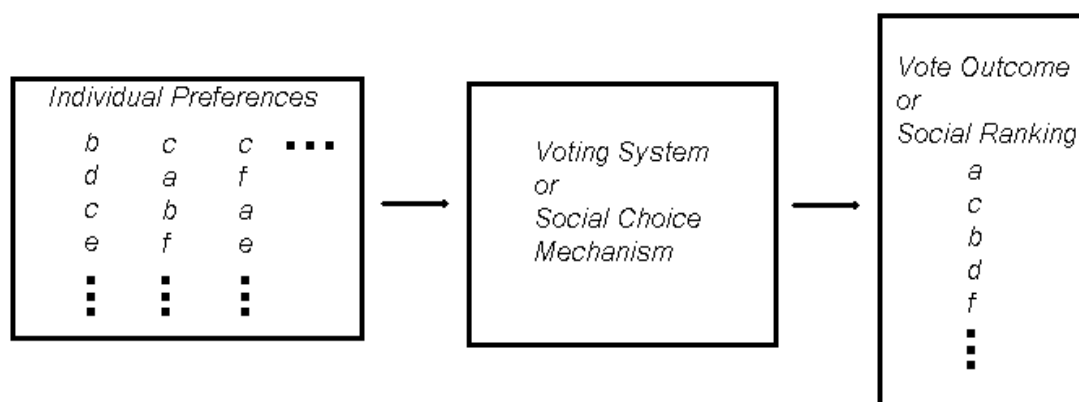 Individual Preferences
b c c ...
d a f
c b a
e f e
Voting System
or
Social Choice
Mechanism
Vote Outcome
or
Social Ranking
a
c
b
d
f